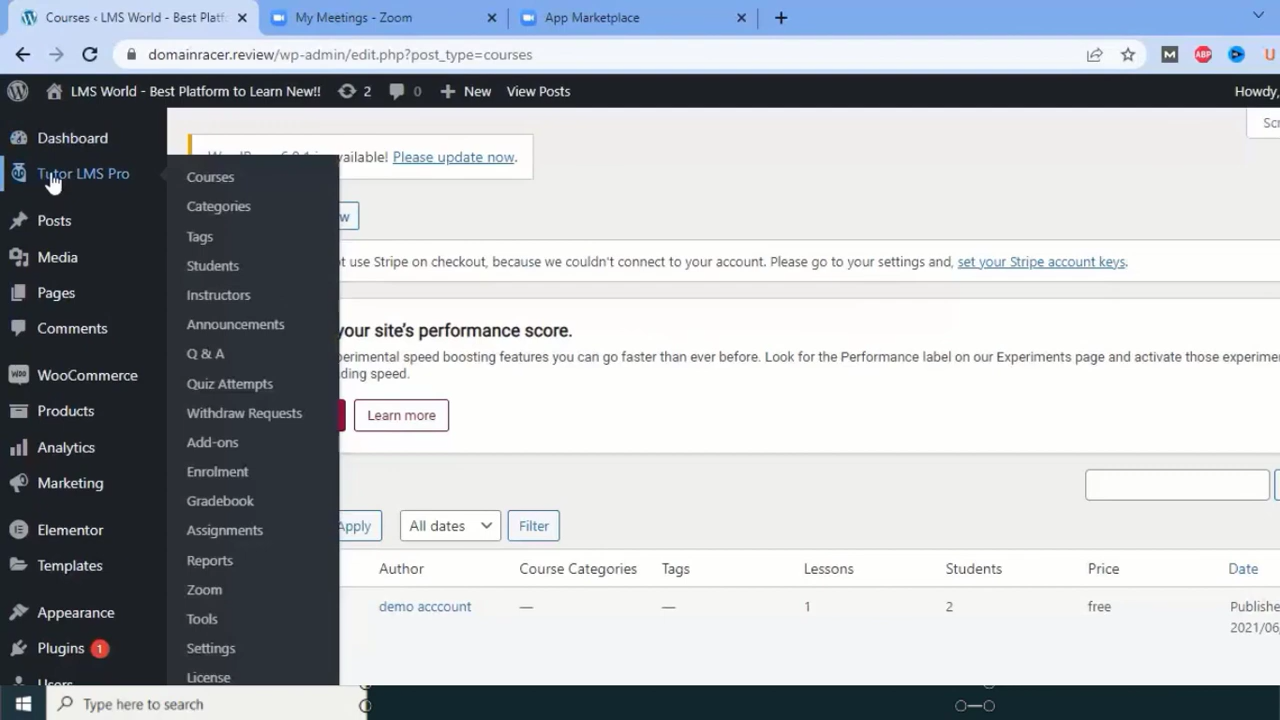 Courses ‹ LMS World - Best Platf
My Meetings - Zoom
App Marketplace
domainracer.review/wp-admin/edit.php?post_type=courses
M
ABP
LMS World - Best Platform to Learn New!!
2
0
New
View Posts
Howdy,
Dashboard
Tutor LMS Pro
Posts
Media
Pages
Comments
WooCommerce
Products
Analytics
Marketing
Elementor
Templates
Appearance
Plugins 1
Courses
Categories
Tags
Students
Instructors
Announcements
Q & A
Quiz Attempts
Withdraw Requests
Add-ons
Enrolment
Gradebook
Assignments
Reports
Zoom
Tools
Settings
License
Scr
vailable! Please update now.
w
t use Stripe on checkout, because we couldn't connect to your account. Please go to your settings and, set your Stripe account keys.
your site's performance score.
perimental speed boosting features you can go faster than ever before. Look for the Performance label on our Experiments page and activate those experime
ding speed.
Learn more
Apply
All dates
Filter
Author
Course Categories
Tags
Lessons
Students
Price
Date
demo acccount
—
—
1
2
free
Publishe
2021/06
Type here to search